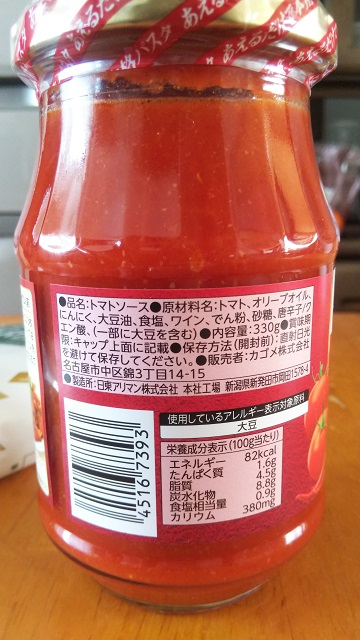 ●品名:トマトソース●原材料名:トマト、オリーブオイル、
にんにく、大豆油、食塩、ワイン、でん粉、砂糖、唐辛子/ク
エン酸、(一部に大豆を含む)●内容量:330g●賞味期
限:キャップ上面に記載●保存方法(開封前):直射日光
を避けて保存してください。●販売者:カゴメ株式会社
名古屋市中区錦3丁目14-15
●製造所:日東アリマン株式会社 本社工場 新潟県新発田市岡田1578-4
使用しているアレルギー表示対象原料
大豆
栄養成分表示(100g当たり)
エネルギー 82kcal
たんぱく質 1.6g
脂質 4.5g
炭水化物 8.8g
食塩相当量 0.9g
カリウム 380mg
45167393